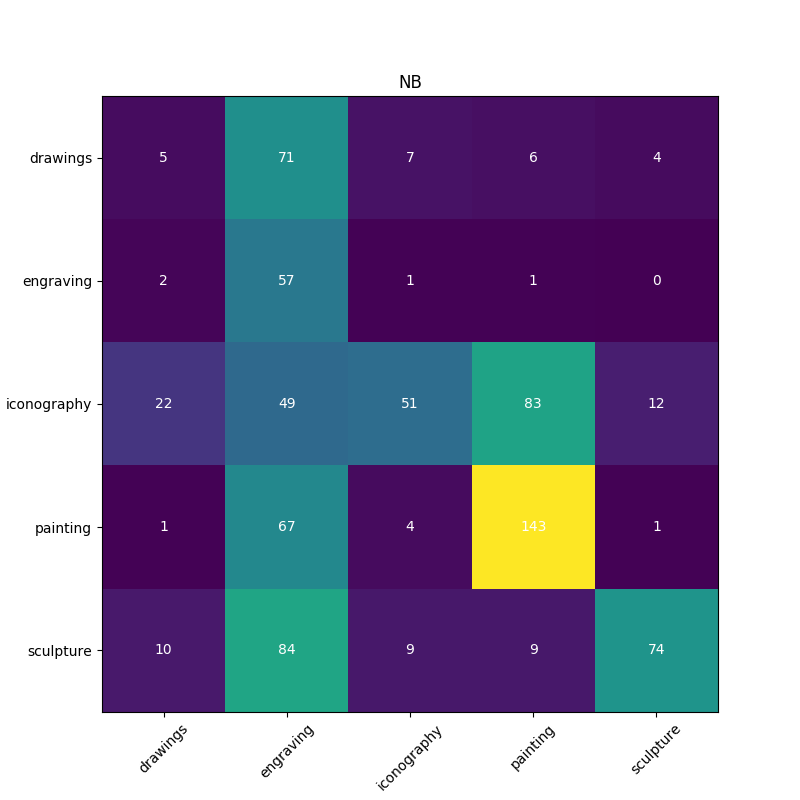 NB
drawings 5 71 7 6 4
engraving 2 57 1 1 0
iconography 22 49 51 83 12
painting 1 67 4 143 1
sculpture 10 84 9 9 74
drawings engraving iconography painting sculpture